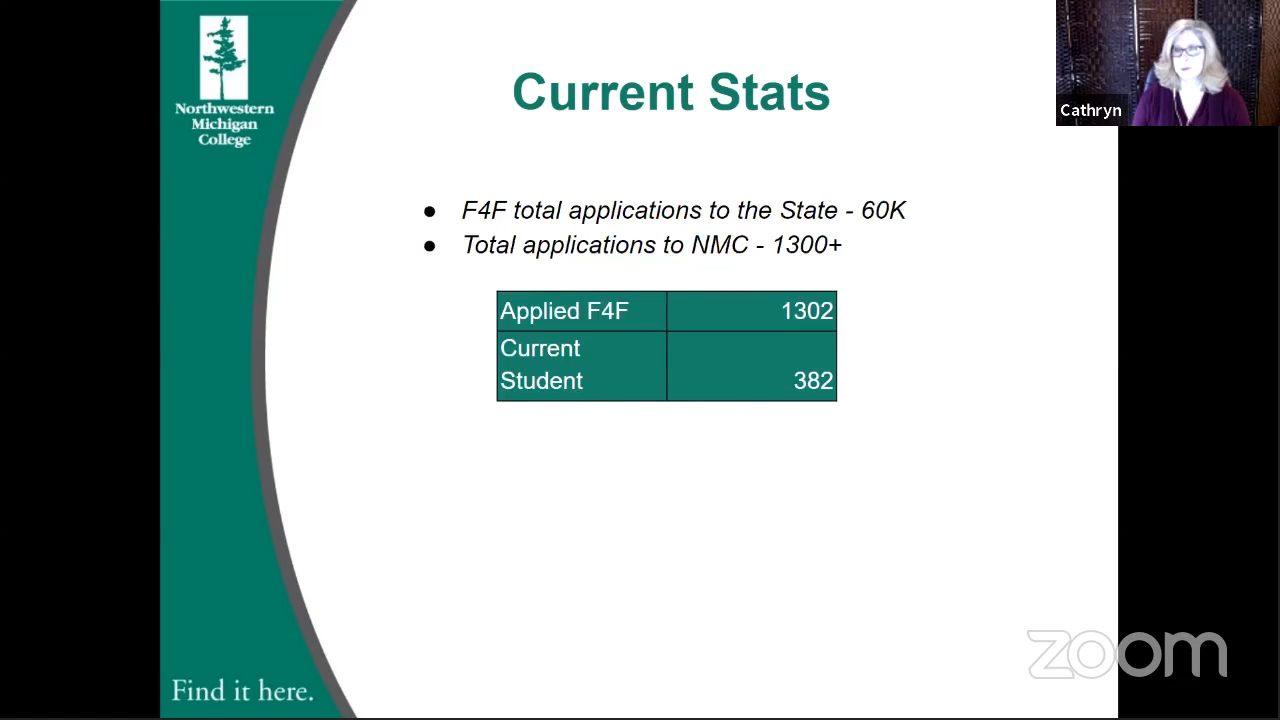 Northwestern
Michigan
College
Current Stats
Cathryn
● F4F total applications to the State - 60K
● Total applications to NMC - 1300+
Applied F4F 1302
Current
Student 382
Find it here.
zoom